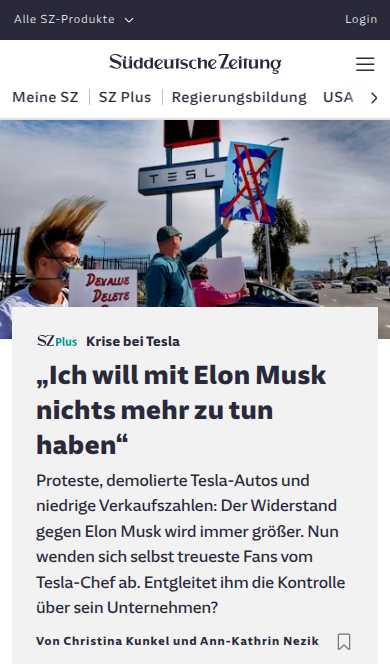 Alle SZ-Produkte
Login
Süddeutsche Zeitung
Meine SZ
SZ Plus
Regierungsbildung
USA
TESL
DEVALUE
DELETE
SZ Plus Krise bei Tesla
„Ich will mit Elon Musk
nichts mehr zu tun
haben“
Proteste, demolierte Tesla-Autos und
niedrige Verkaufszahlen: Der Widerstand
gegen Elon Musk wird immer größer. Nun
wenden sich selbst treueste Fans vom
Tesla-Chef ab. Entgleitet ihm die Kontrolle
über sein Unternehmen?
Von Christina Kunkel und Ann-Kathrin Nezik